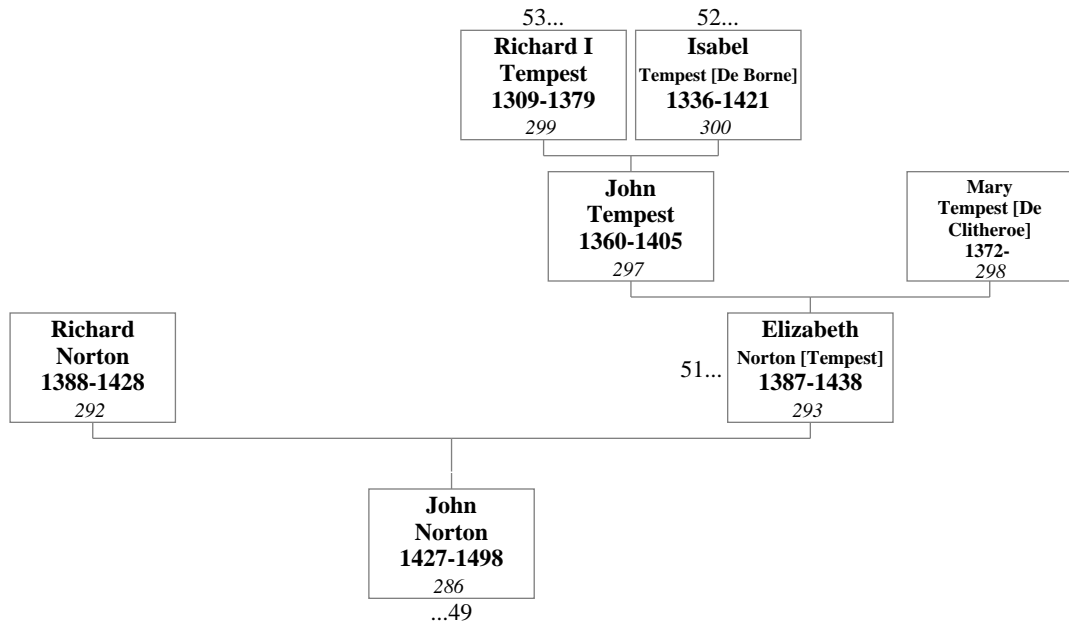 53...
Richard I
Tempest
1309-1379
299
52...
Isabel
Tempest [De Borne]
1336-1421
300
John
Tempest
1360-1405
297
Mary
Tempest [De
Clitheroe]
1372-
298
Richard
Norton
1388-1428
292
51...
Elizabeth
Norton [Tempest]
1387-1438
293
John
Norton
1427-1498
286
...49